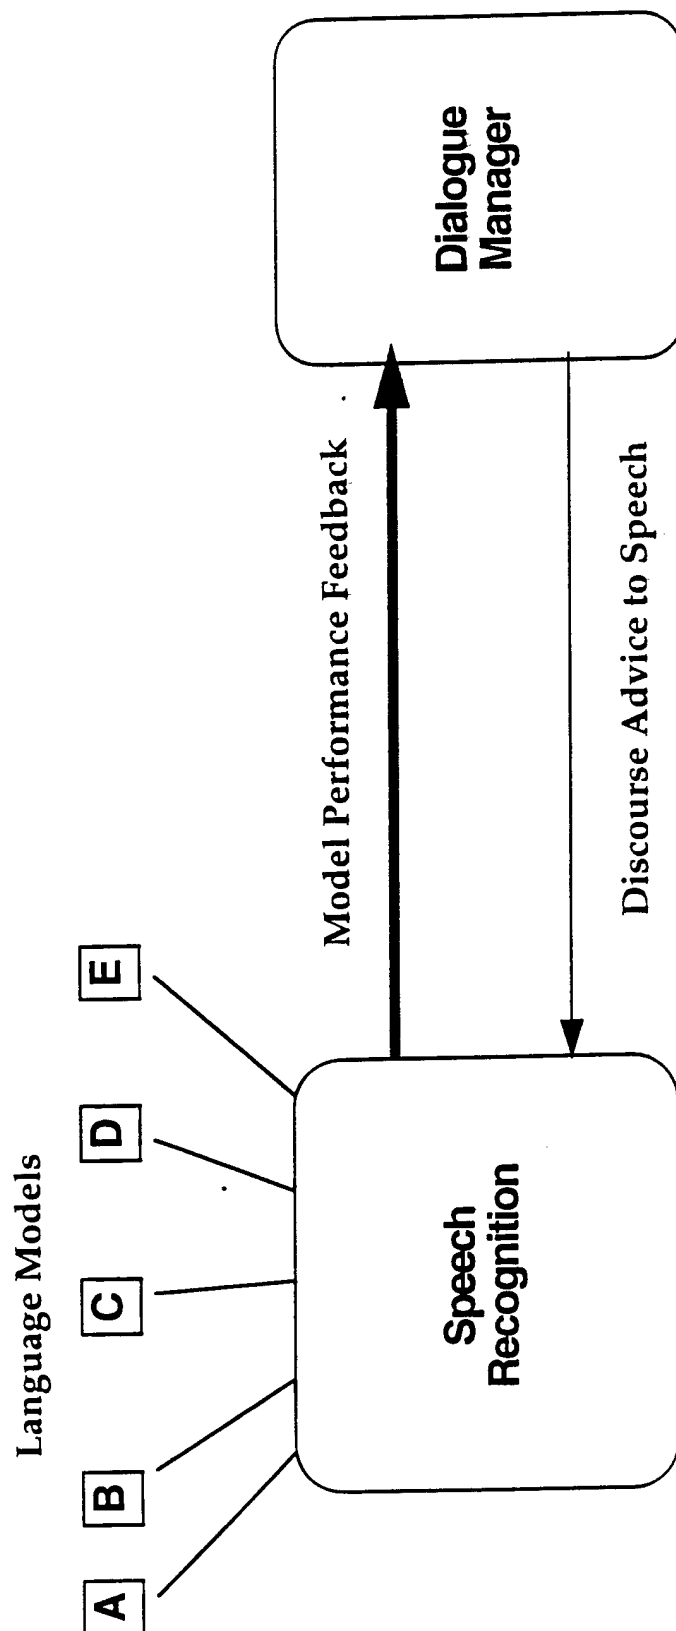 Language Models
A
B
C
D
E
Model Performance Feedback
Speech
Recognition
Dialogue
Manager
Discourse Advice to Speech